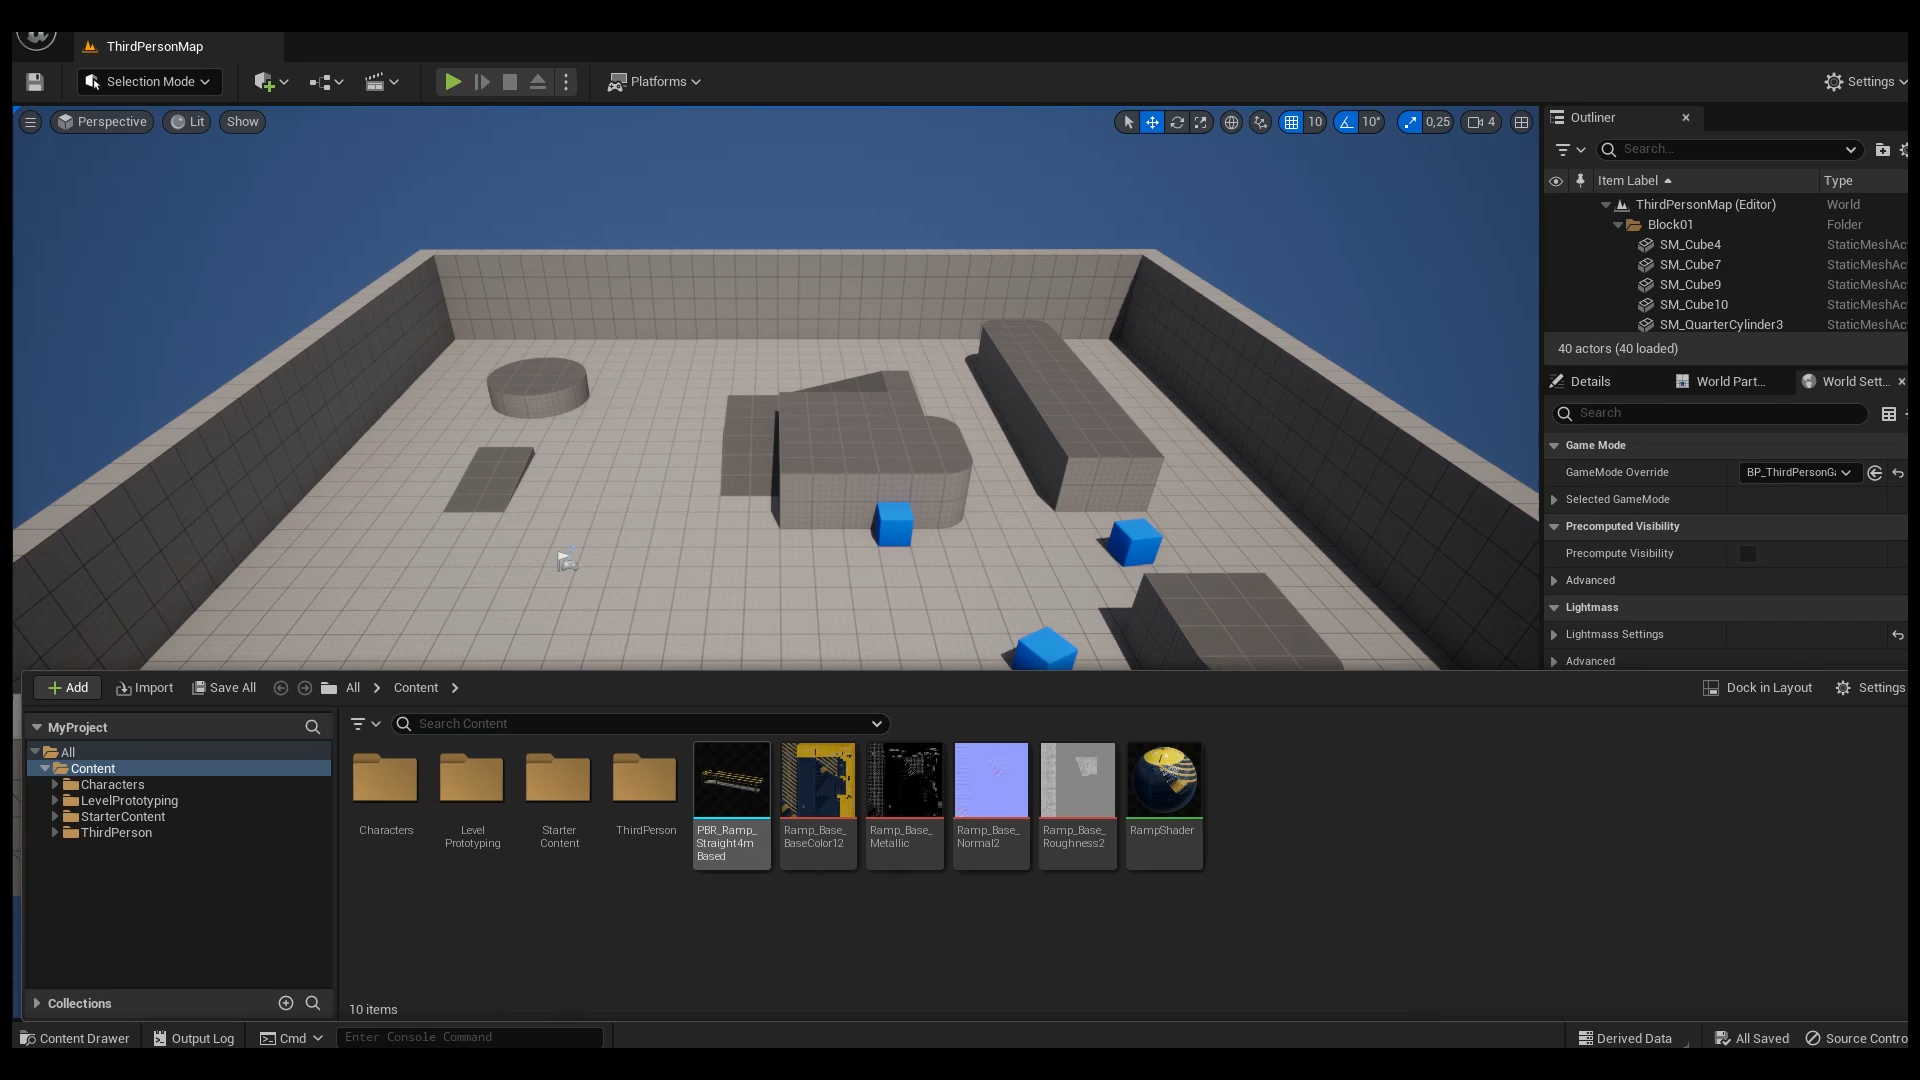 ThirdPersonMap
Selection Mode
Platforms
Settings
Perspective
Lit
Show
10
10°
0,25
4
Outliner
Search...
Item Label
Type
ThirdPersonMap (Editor)
World
Block01
Folder
SM_Cube4
StaticMeshAc
SM_Cube7
StaticMeshAc
SM_Cube9
StaticMeshAc
SM_Cube10
StaticMeshAc
SM_QuarterCylinder3
StaticMeshAc
40 actors (40 loaded)
Details
World Part...
World Sett...
Search
Game Mode
GameMode Override
BP_ThirdPersonGa
Selected GameMode
Precomputed Visibility
Precompute Visibility
Advanced
Lightmass
Lightmass Settings
Advanced
Add
Import
Save All
All
Content
Dock in Layout
Settings
MyProject
Search Content
All
Content
Characters
LevelPrototyping
StarterContent
ThirdPerson
Characters
Level
Prototyping
Starter
Content
ThirdPerson
PBR_Ramp_
Straight4m
Based
Ramp_Base_
BaseColor12
Ramp_Base_
Metallic
Ramp_Base_
Normal2
Ramp_Base_
Roughness2
RampShader
Collections
10 items
Content Drawer
Output Log
Cmd
Enter Console Command
Derived Data
All Saved
Source Contro